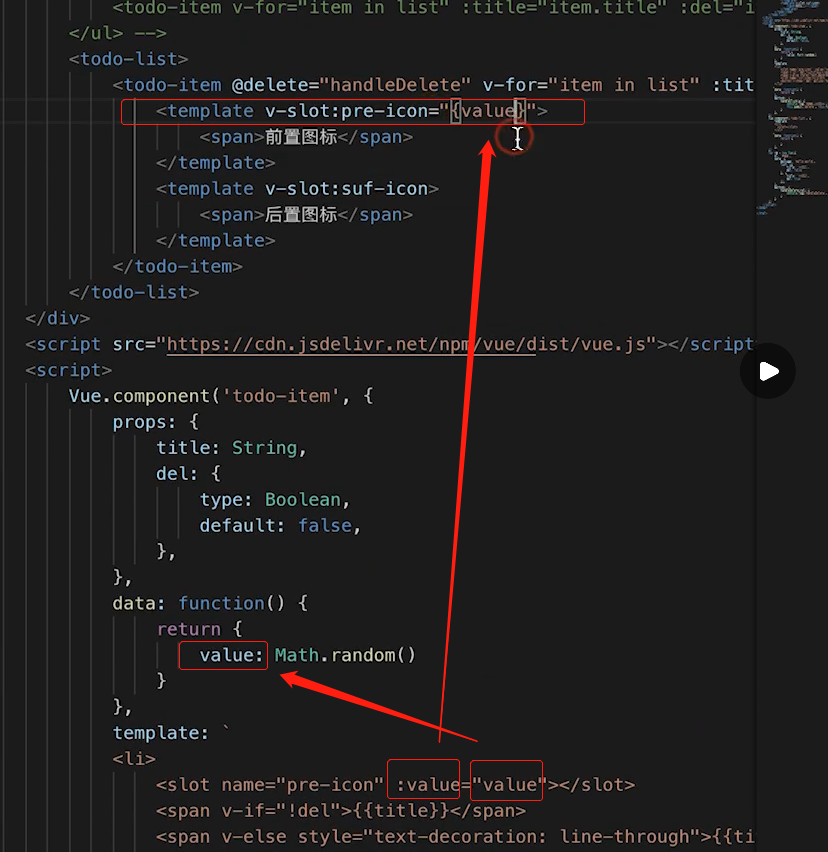 <todo-item v-for="item in list" :title="item.title" :del="i
</ul> -->
<todo-list>
<todo-item @delete="handleDelete" v-for="item in list" :tit
<template v-slot:pre-icon="{value}">
<span>前置图标</span>
</template>
<template v-slot:suf-icon>
<span>后置图标</span>
</template>
</todo-item>
</todo-list>
</div>
<script src="https://cdn.jsdelivr.net/npm/vue/dist/vue.js"></script
<script>
Vue.component('todo-item', {
props: {
title: String,
del: {
type: Boolean,
default: false,
},
},
data: function() {
return {
value: Math.random()
}
},
template: `
<li>
<slot name="pre-icon" :value="value"></slot>
<span v-if="!del">{{title}}</span>
<span v-else style="text-decoration: line-through">{{ti